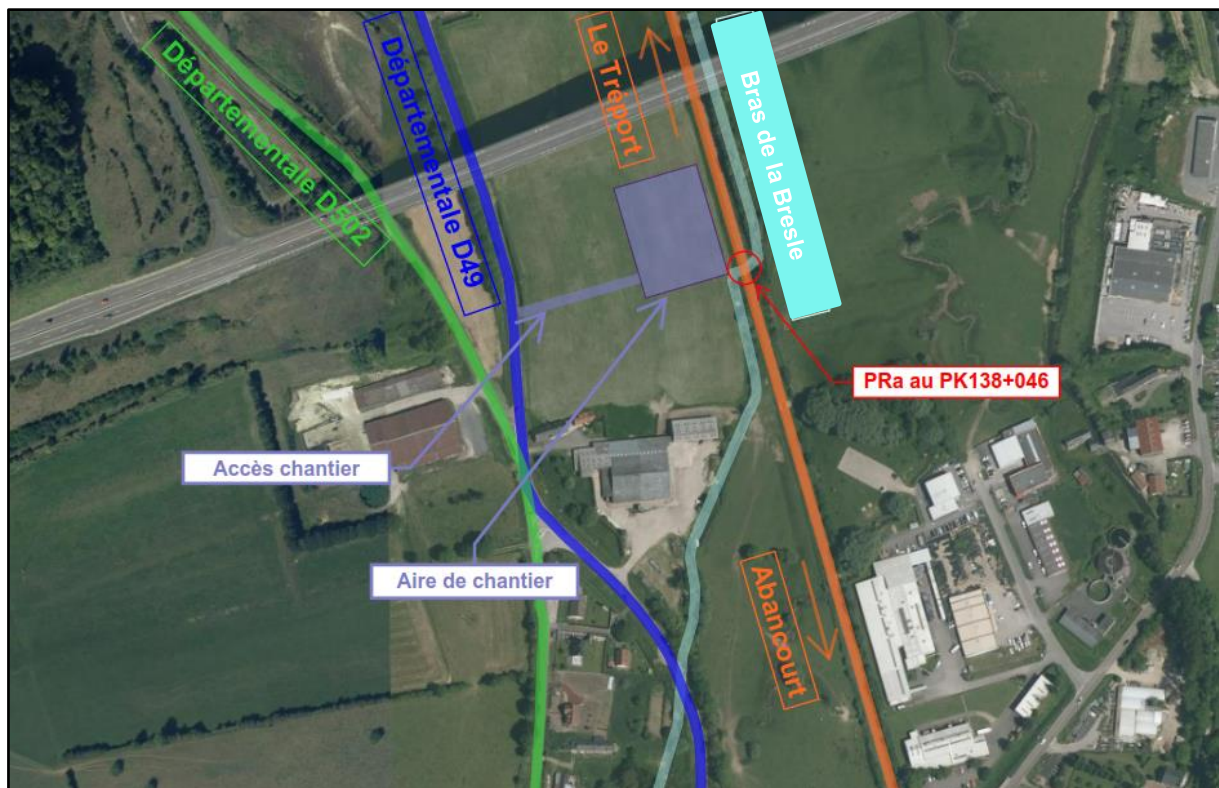 Départementale D502
Départementale D49
Le Tréport
Bras de la Bresle
PRa au PK138+046
Accès chantier
Aire de chantier
Abancourt